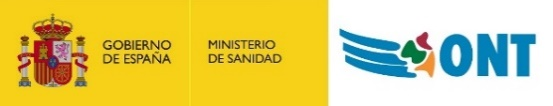 GOBIERNO
DE ESPAÑA
MINISTERIO
DE SANIDAD
ONT